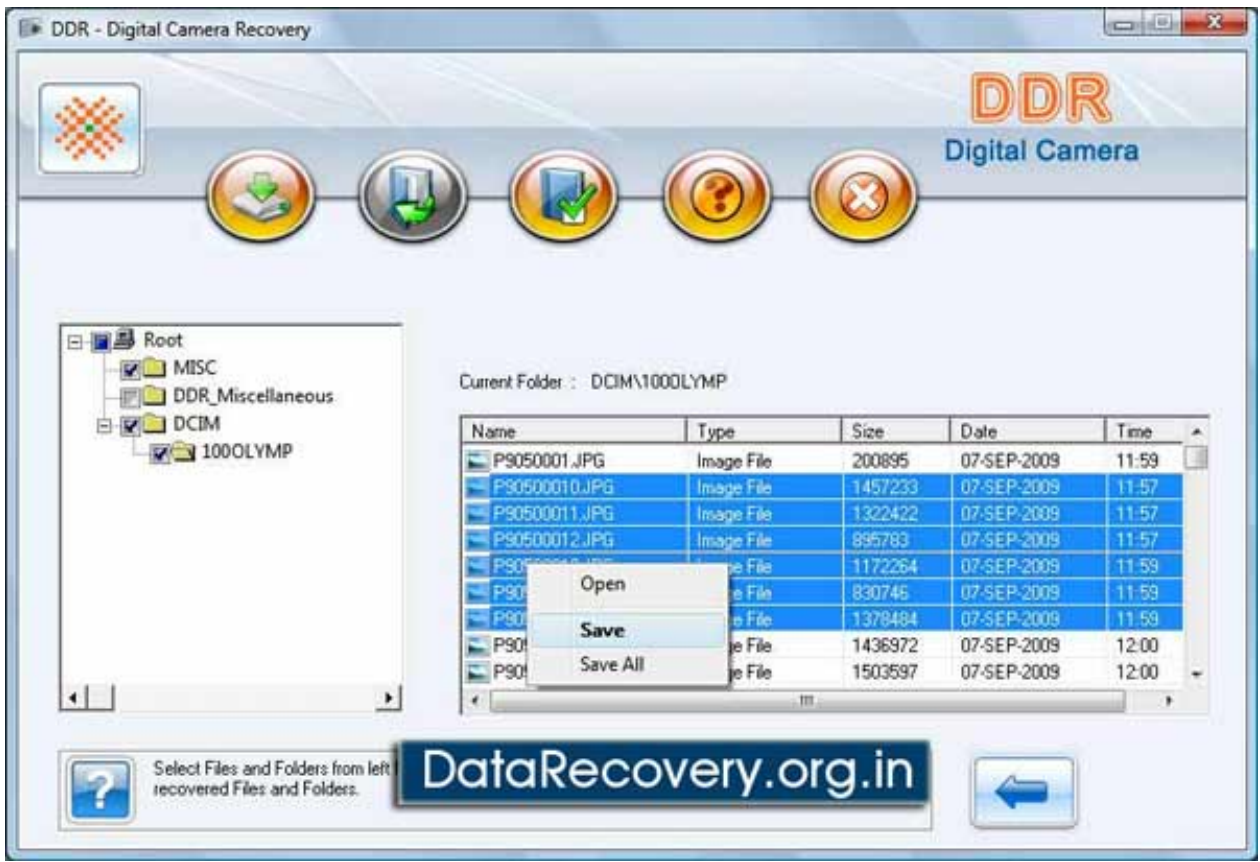 DDR - Digital Camera Recovery
DDR
Digital Camera
Root
MISC
DDR_Miscellaneous
DCIM
100OLYMP
Current Folder : DCIM\100OLYMP
Name Type Size Date Time
P9050001.JPG Image File 200895 07-SEP-2009 11:59
P90500010.JPG Image File 1457233 07-SEP-2009 11:57
P90500011.JPG Image File 1322422 07-SEP-2009 11:57
P90500012.JPG Image File 895783 07-SEP-2009 11:57
1172264 07-SEP-2009 11:59
File 830746 07-SEP-2009 11:59
File 1378484 07-SEP-2009 11:59
File 1436972 07-SEP-2009 12:00
File 1503597 07-SEP-2009 12:00
Open
Save
Save All
Select Files and Folders from left
recovered Files and Folders.
DataRecovery.org.in